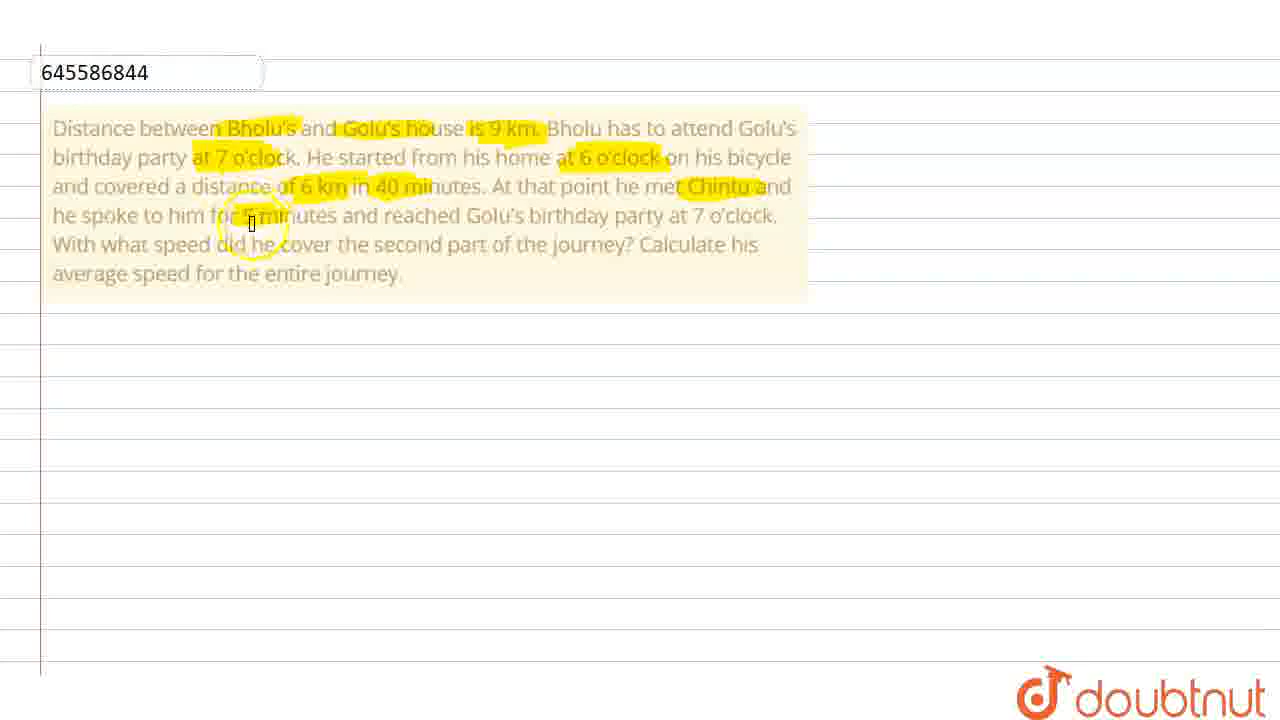 645586844
Distance between Bholu's and Golu's house is 9 km. Bholu has to attend Golu's
birthday party at 7 o'clock. He started from his home at 6 o'clock on his bicycle
and covered a distance of 6 km in 40 minutes. At that point he met Chintu and
he spoke to him for 5 minutes and reached Golu's birthday party at 7 o'clock.
With what speed did he cover the second part of the journey? Calculate his
average speed for the entire journey.
doubtnut